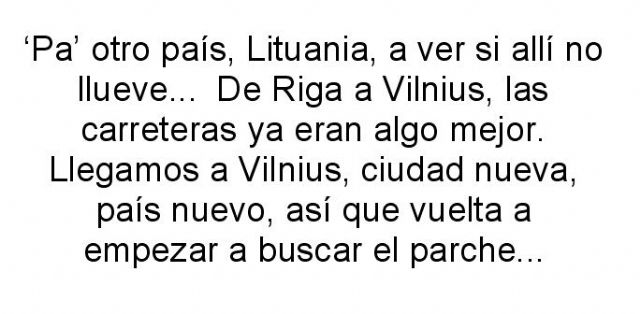 ‘Pa’ otro país, Lituania, a ver si allí no
llueve...  De Riga a Vilnius, las
carreteras ya eran algo mejor.
Llegamos a Vilnius, ciudad nueva,
país nuevo, así que vuelta a
empezar a buscar el parche...